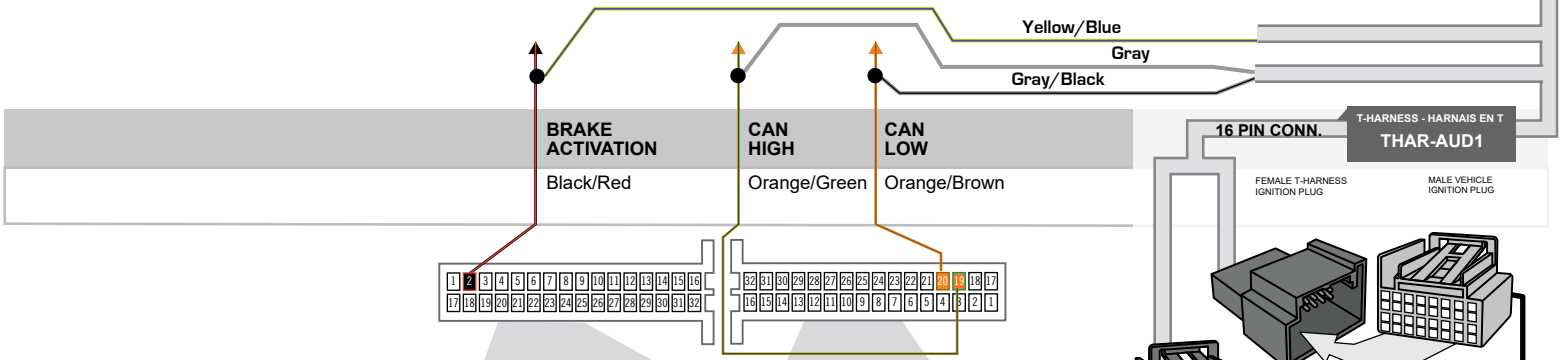 Yellow/Blue
Gray
Gray/Black
BRAKE
ACTIVATION
CAN
HIGH
CAN
LOW
16 PIN CONN.
T-HARNESS - HARNAIS EN T
THAR-AUD1
Black/Red
Orange/Green
Orange/Brown
FEMALE T-HARNESS
IGNITION PLUG
MALE VEHICLE
IGNITION PLUG
1 2 3 4 5 6 7 8 9 10 11 12 13 14 15 16
17 18 19 20 21 22 23 24 25 26 27 28 29 30 31 32
32 31 30 29 28 27 26 25 24 23 22 21 20 19 18 17
16 15 14 13 12 11 10 9 8 7 6 5 4 3 2 1